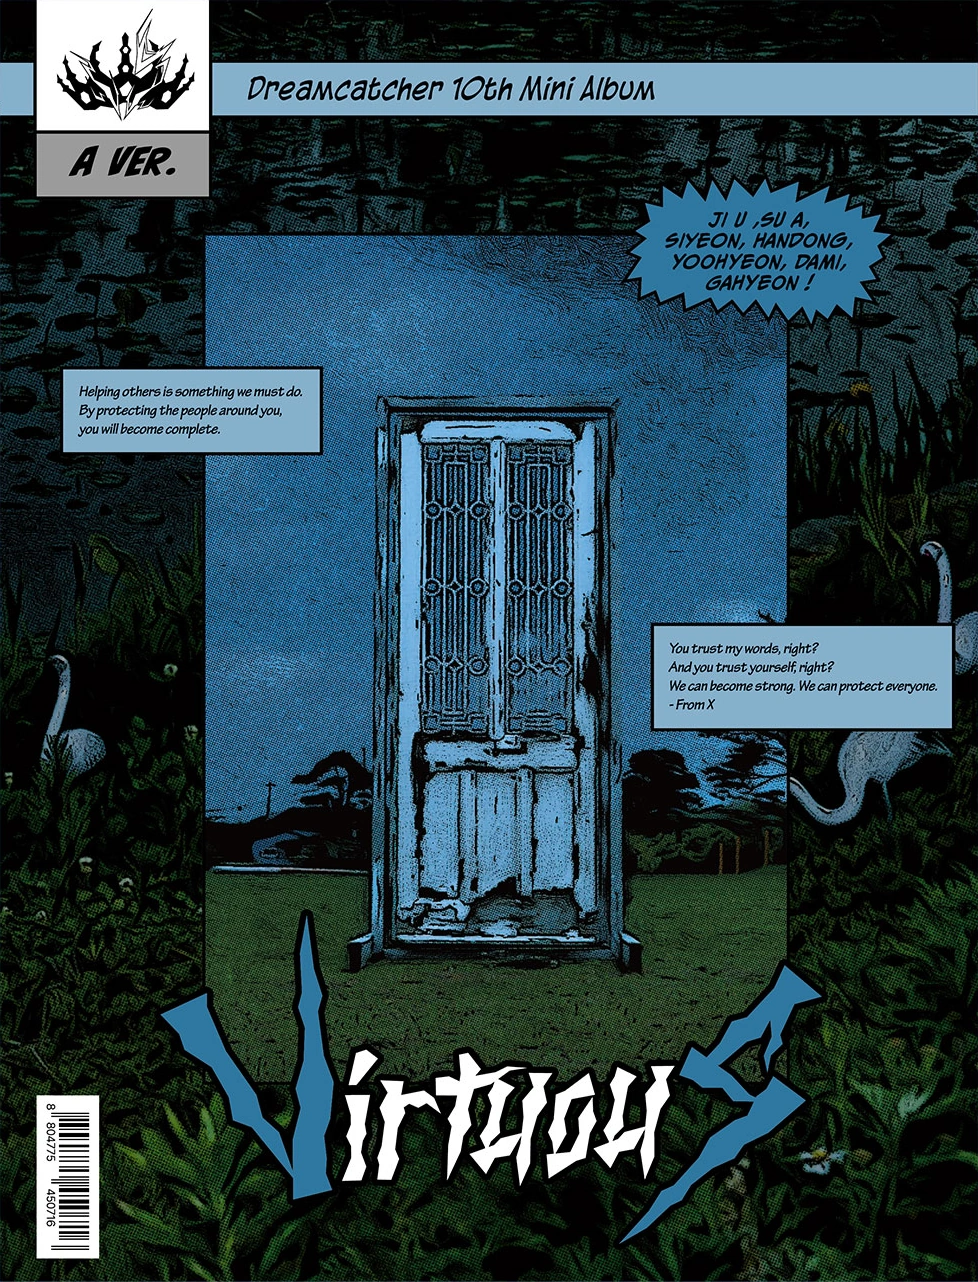 Dreamcatcher 10th Mini Album
A VER.
JI U ,SU A,
SIYEON, HANDONG,
YOOHYEON, DAMI,
GAHYEON !
Helping others is something we must do.
By protecting the people around you,
you will become complete.
You trust my words, right?
And you trust yourself, right?
We can become strong. We can protect everyone.
- From X
VirtuouS
8 804775 450716